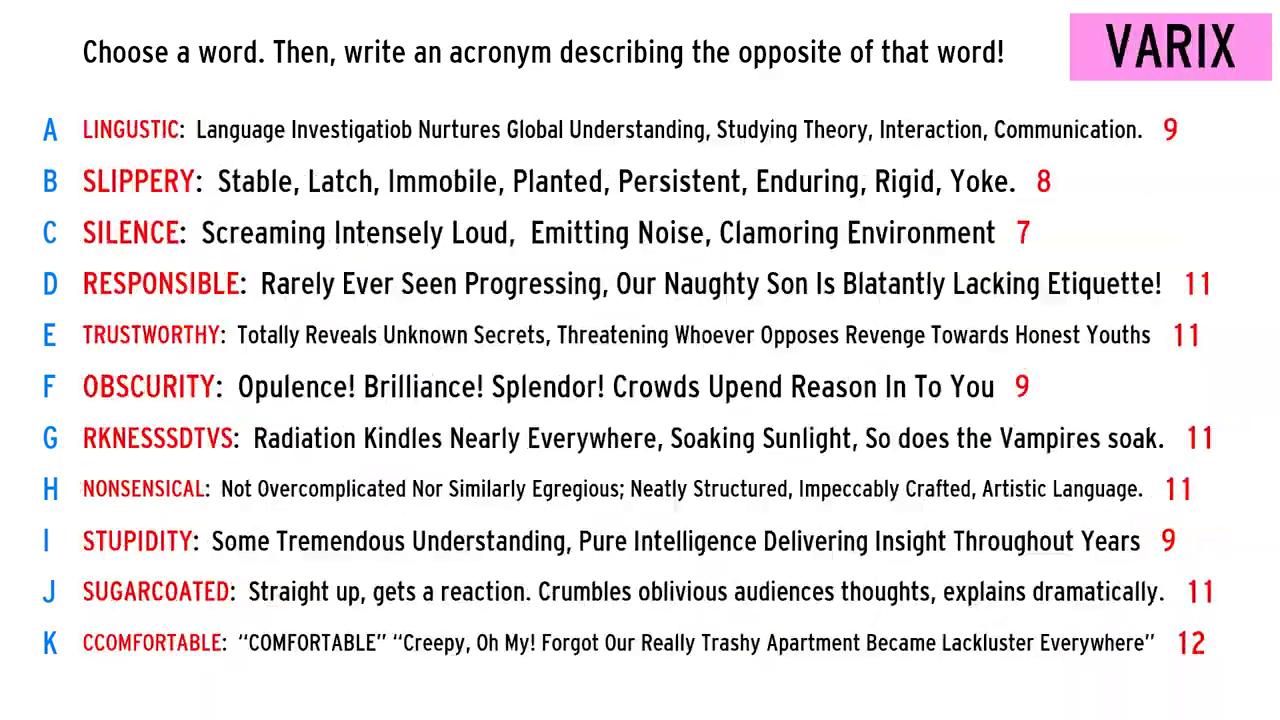 Choose a word. Then, write an acronym describing the opposite of that word! VARIX
A LINGUSTIC: Language Investigatiob Nurtures Global Understanding, Studying Theory, Interaction, Communication. 9
B SLIPPERY: Stable, Latch, Immobile, Planted, Persistent, Enduring, Rigid, Yoke. 8
C SILENCE: Screaming Intensely Loud, Emitting Noise, Clamoring Environment 7
D RESPONSIBLE: Rarely Ever Seen Progressing, Our Naughty Son Is Blatantly Lacking Etiquette! 11
E TRUSTWORTHY: Totally Reveals Unknown Secrets, Threatening Whoever Opposes Revenge Towards Honest Youths 11
F OBSCURITY: Opulence! Brilliance! Splendor! Crowds Upend Reason In To You 9
G RKNESSSDTVS: Radiation Kindles Nearly Everywhere, Soaking Sunlight, So does the Vampires soak. 11
H NONSENSICAL: Not Overcomplicated Nor Similarly Egregious; Neatly Structured, Impeccably Crafted, Artistic Language. 11
I STUPIDITY: Some Tremendous Understanding, Pure Intelligence Delivering Insight Throughout Years 9
J SUGARCOATED: Straight up, gets a reaction. Crumbles oblivious audiences thoughts, explains dramatically. 11
K CCOMFORTABLE: “COMFORTABLE” “Creepy, Oh My! Forgot Our Really Trashy Apartment Became Lackluster Everywhere” 12